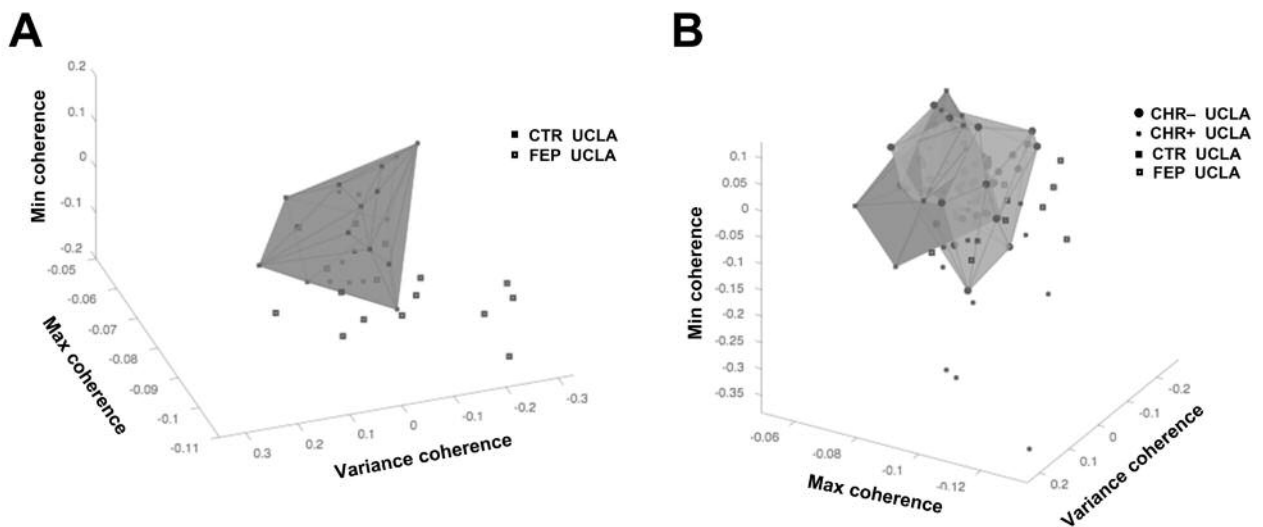 A
0.2
0.1
0
-0.1
-0.2
Min coherence
-0.05
-0.06
-0.07
-0.08
-0.09
-0.1
-0.11
Max coherence
0.3
0.2
0.1
0
-0.1
-0.2
-0.3
Variance coherence
CTR UCLA
FEP UCLA
B
0.1
0.05
0
-0.05
-0.1
-0.15
-0.2
-0.25
-0.3
-0.35
Min coherence
-0.06
-0.08
-0.1
-0.12
Max coherence
0.2
0.1
0
-0.1
-0.2
Variance coherence
CHR– UCLA
CHR+ UCLA
CTR UCLA
FEP UCLA